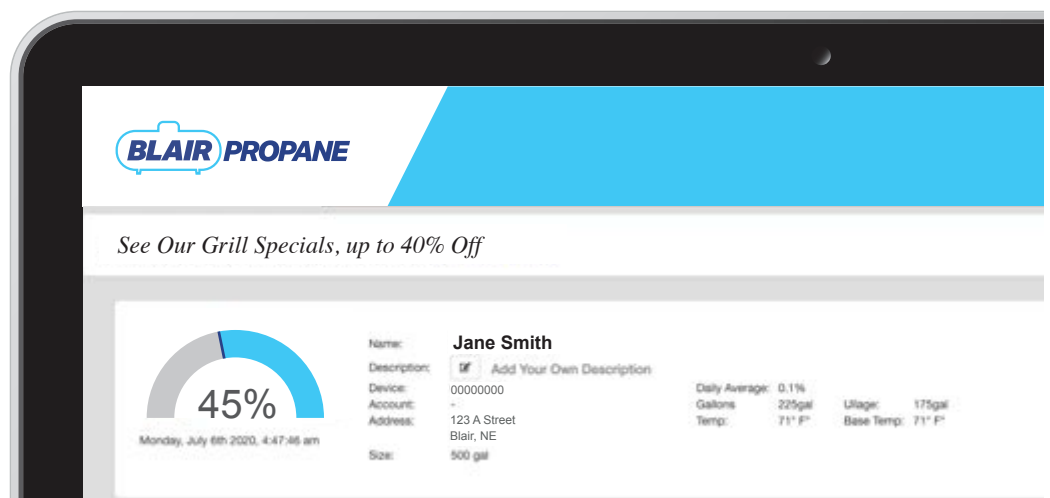 BLAIR PROPANE
See Our Grill Specials, up to 40% Off
45%
Monday, July 6th 2020, 4:47:46 am
Name: Jane Smith
Description: Add Your Own Description
Device: 00000000
Account: -
Address: 123 A Street
Blair, NE
Size: 500 gal
Daily Average: 0.1%
Gallons 225gal Ullage: 175gal
Temp: 71° F° Base Temp: 71° F°